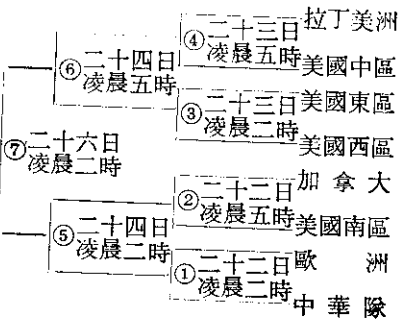 拉丁美洲
④二十三日
凌晨五時
美國中區
⑥二十四日
凌晨五時
美國東區
③二十三日
凌晨二時
美國西區
⑦二十六日
凌晨二時
加拿大
②二十二日
凌晨五時
美國南區
⑤二十四日
凌晨二時
歐洲
①二十二日
凌晨二時
中華隊